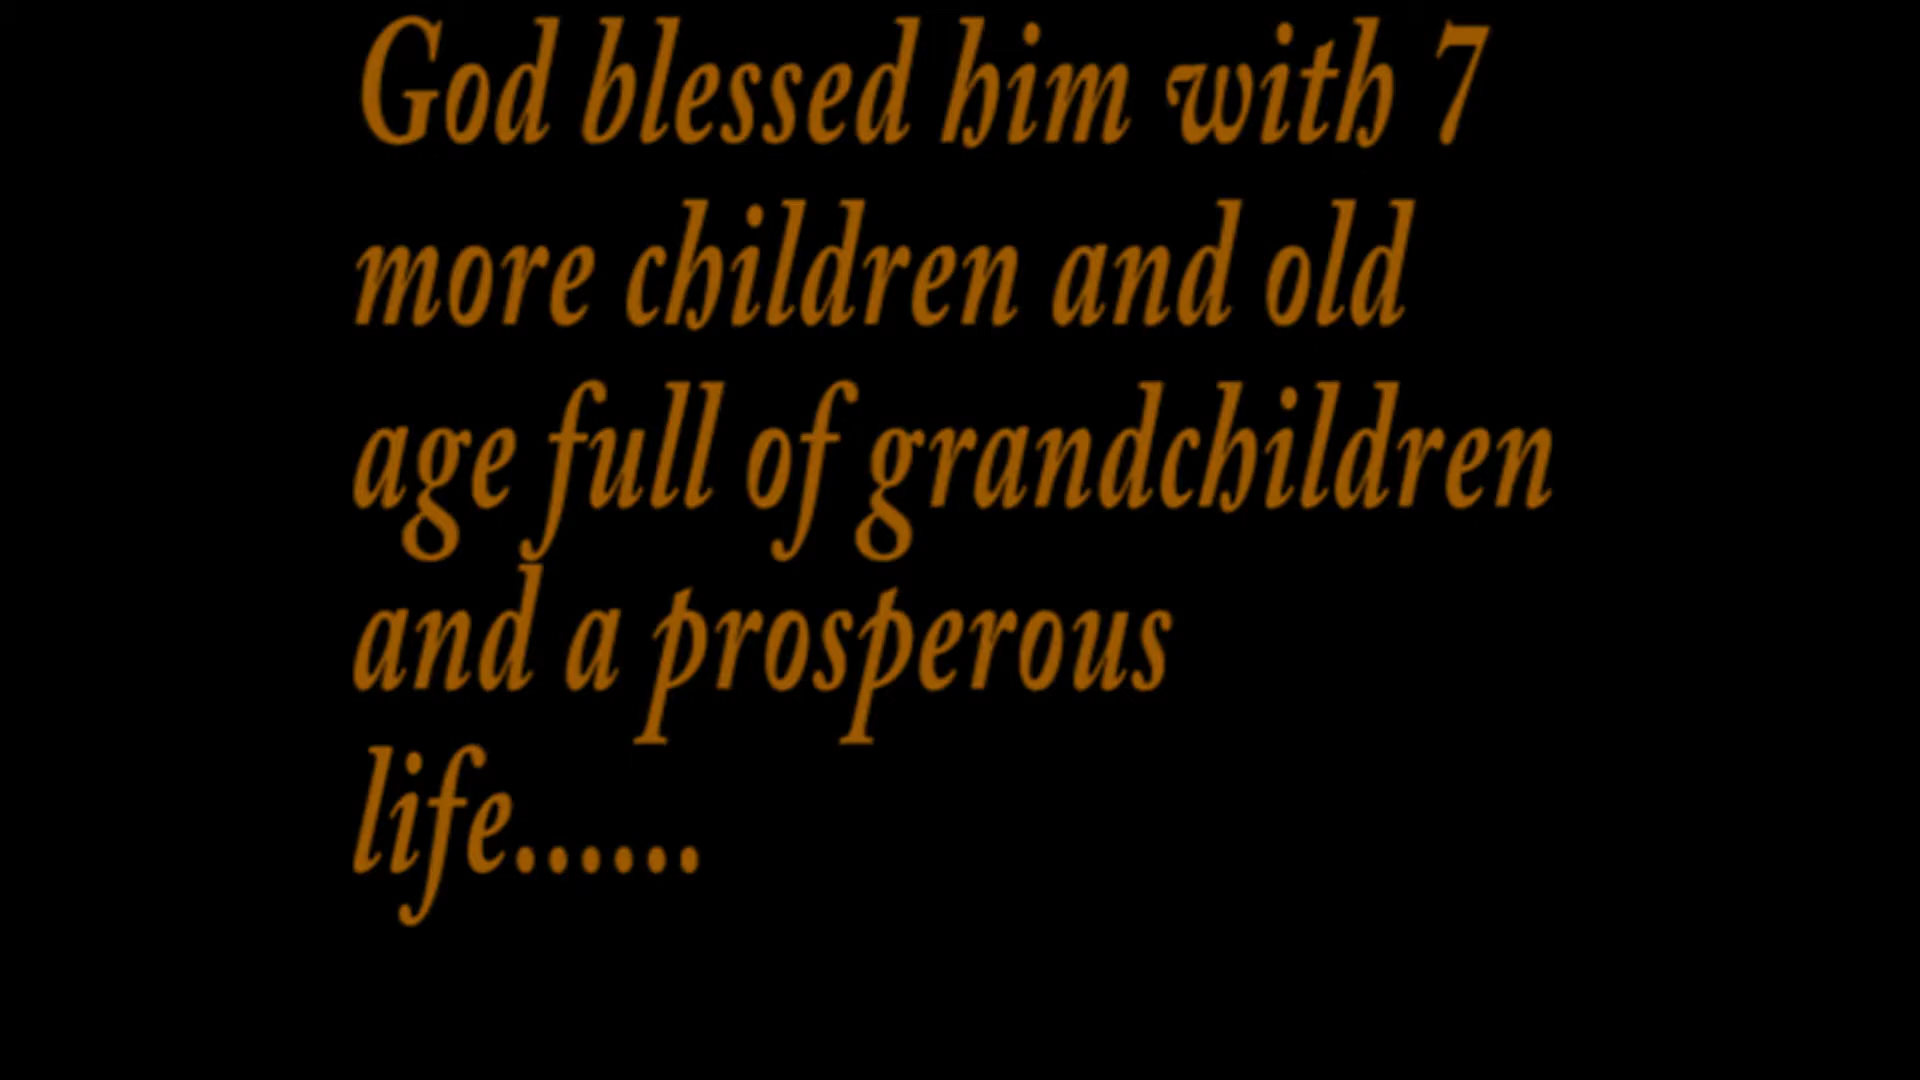 God blessed him with 7
more children and old
age full of grandchildren
and a prosperous
life......